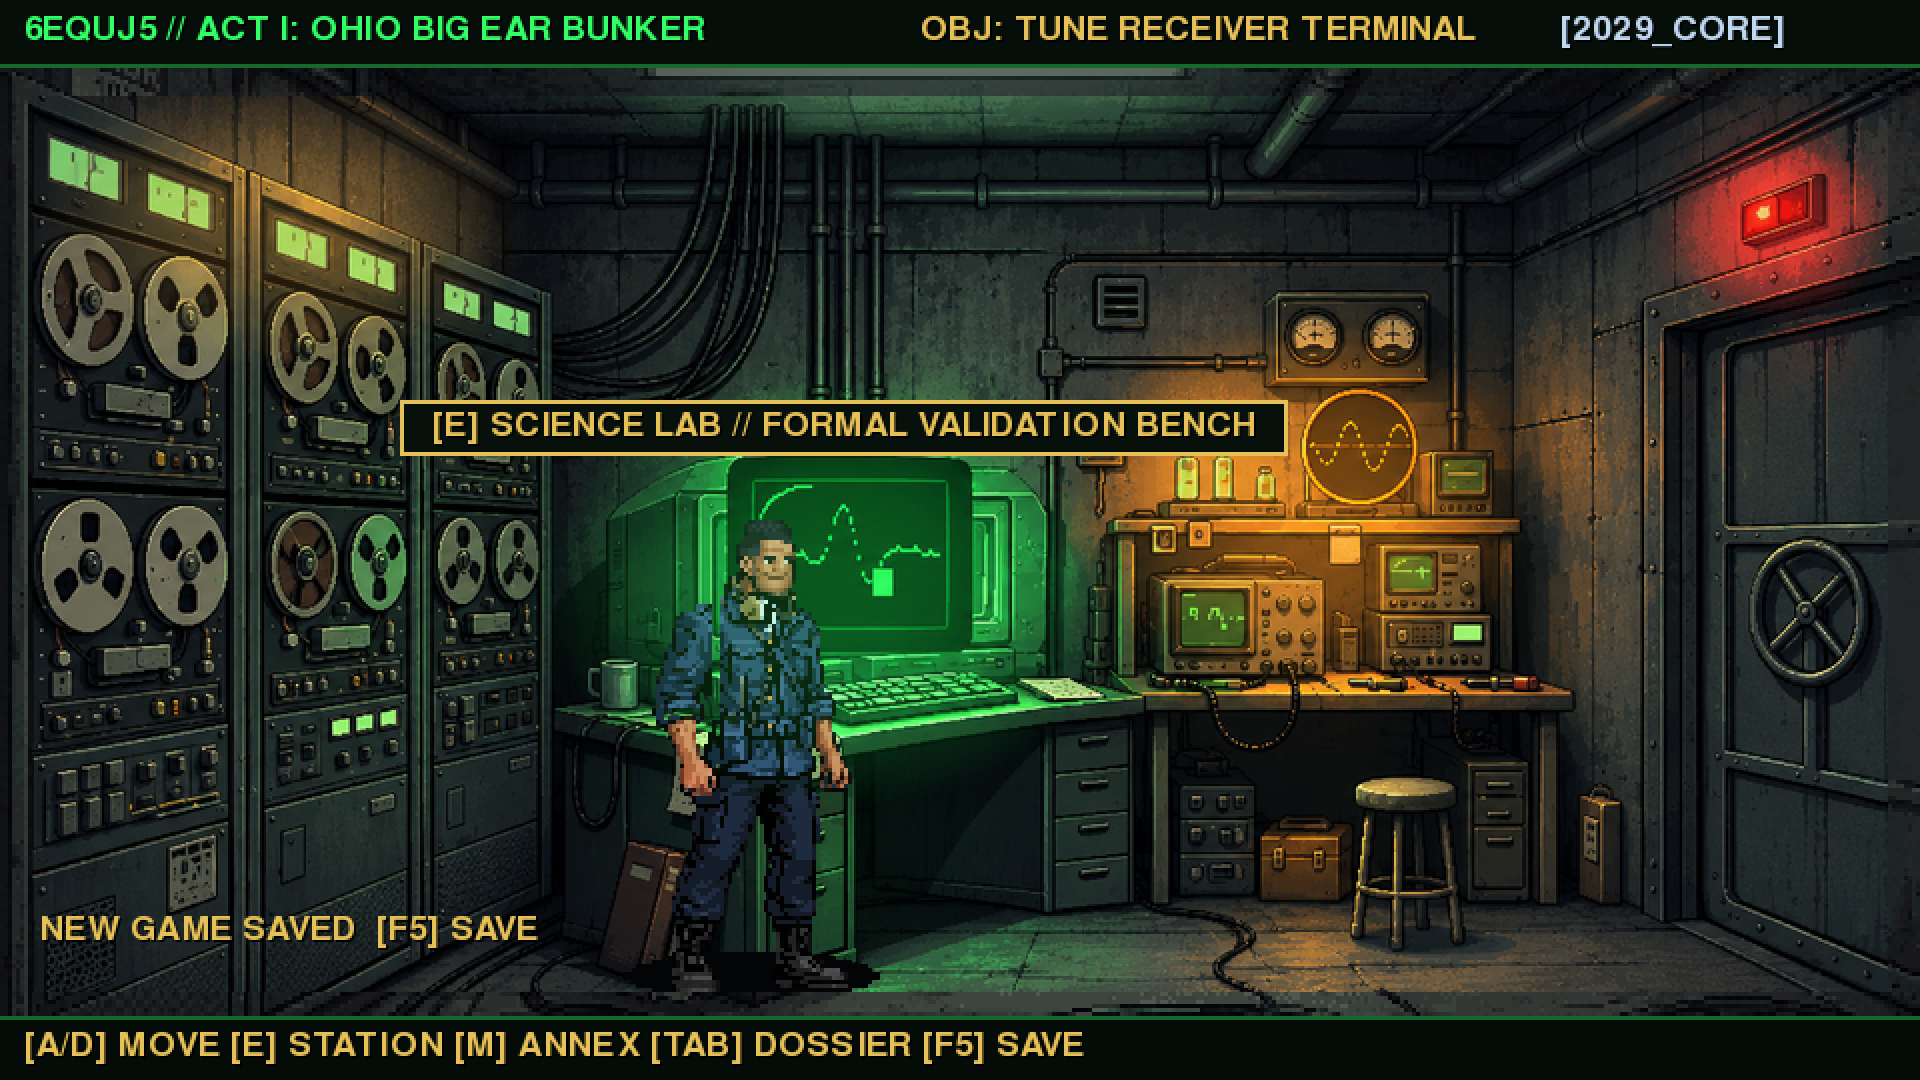 6EQUJ5 // ACT I: OHIO BIG EAR BUNKER
OBJ: TUNE RECEIVER TERMINAL
[2029_CORE]
[E] SCIENCE LAB // FORMAL VALIDATION BENCH
NEW GAME SAVED [F5] SAVE
[A/D] MOVE [E] STATION [M] ANNEX [TAB] DOSSIER [F5] SAVE